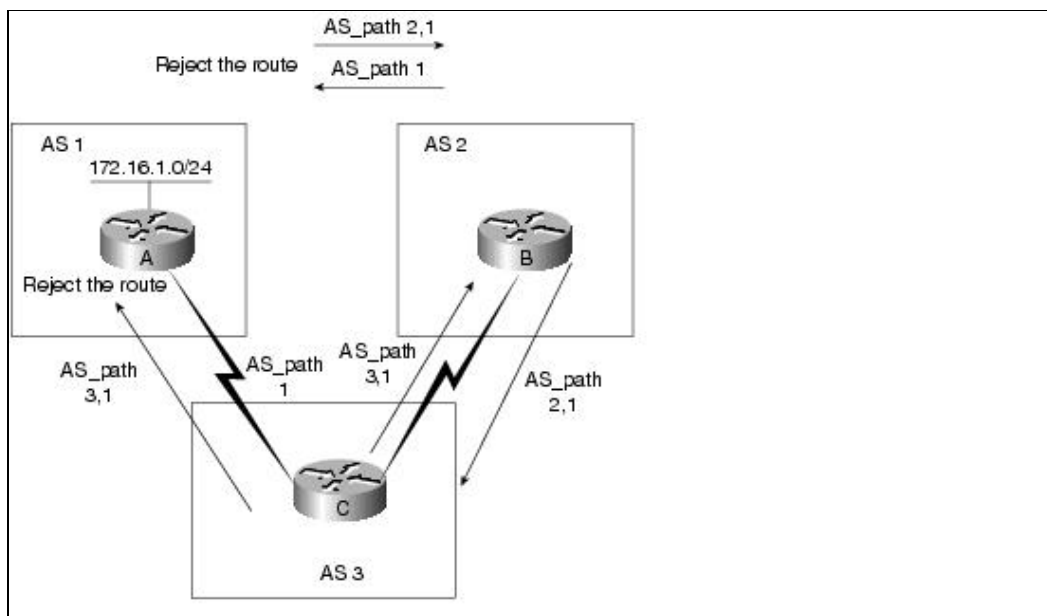 AS_path 2,1
Reject the route
AS_path 1
AS 1
172.16.1.0/24
A
Reject the route
AS 2
B
AS_path
3,1
AS_path
1
AS_path
3,1
AS_path
2,1
C
AS 3